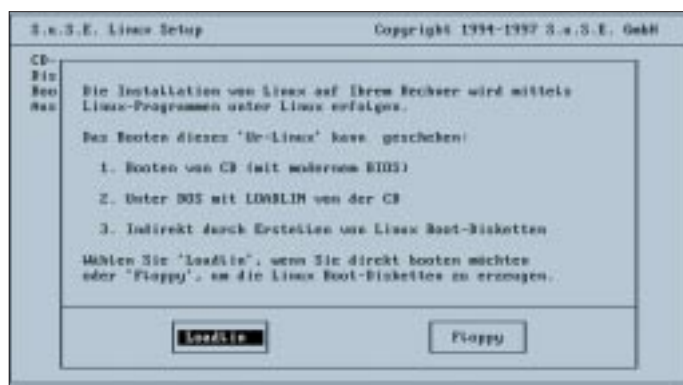 S.u.S.E. Linux Setup Copyright 1994-1997 S.u.S.E. GmbH
CD-
Dis
Boo
Die Installation von Linux auf Ihrem Rechner wird mittels
Linux-Programmen unter Linux erfolgen.
Das Booten dieses 'Ur-Linux' kann geschehen:
1. Booten von CD (mit modernem BIOS)
2. Unter DOS mit LOADLIN von der CD
3. Indirekt durch Erstellen von Linux Boot-Disketten
Wählen Sie 'Loadlin', wenn Sie direkt booten möchten
oder 'Floppy', um die Linux Boot-Disketten zu erzeugen.
Loadlin Floppy